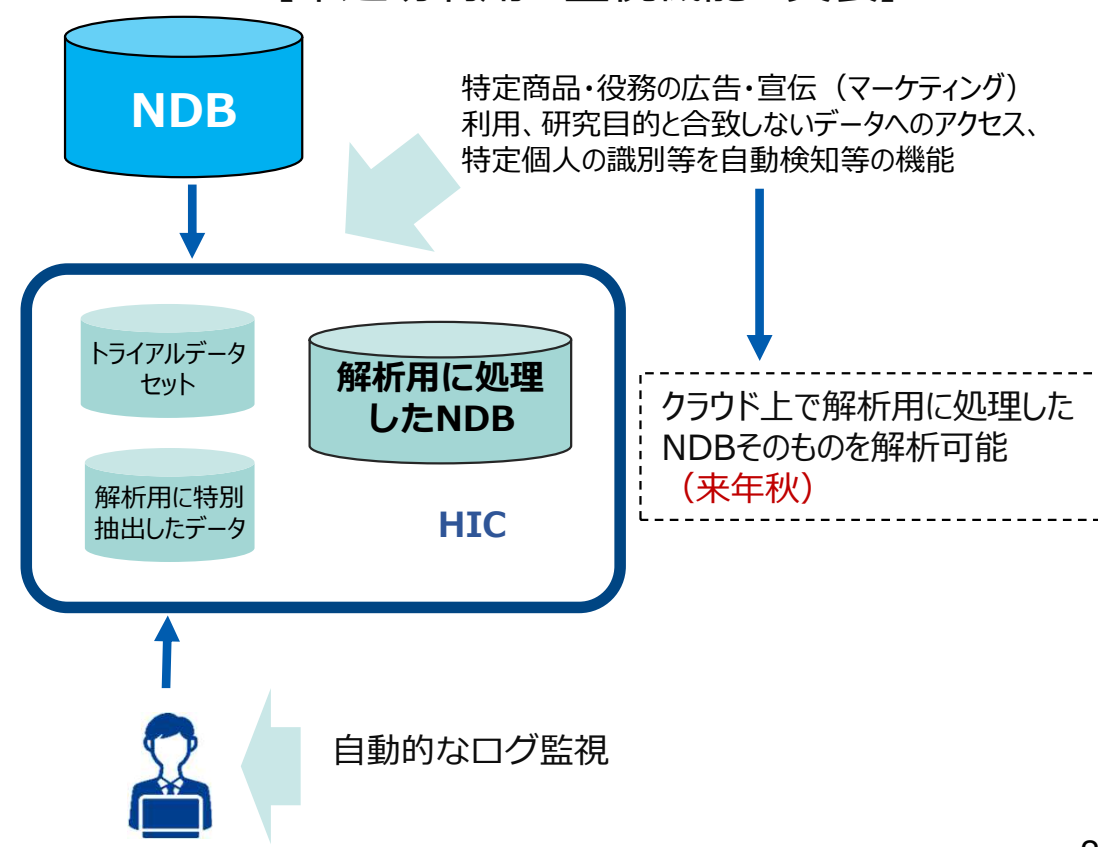 NDB
特定商品・役務の広告・宣伝（マーケティング）
利用、研究目的と合致しないデータへのアクセス、
特定個人の識別等を自動検知等の機能
トライアルデータ
セット
解析用に処理
したNDB
解析用に特別
抽出したデータ
HIC
クラウド上で解析用に処理した
NDBそのものを解析可能
（来年秋）
自動的なログ監視